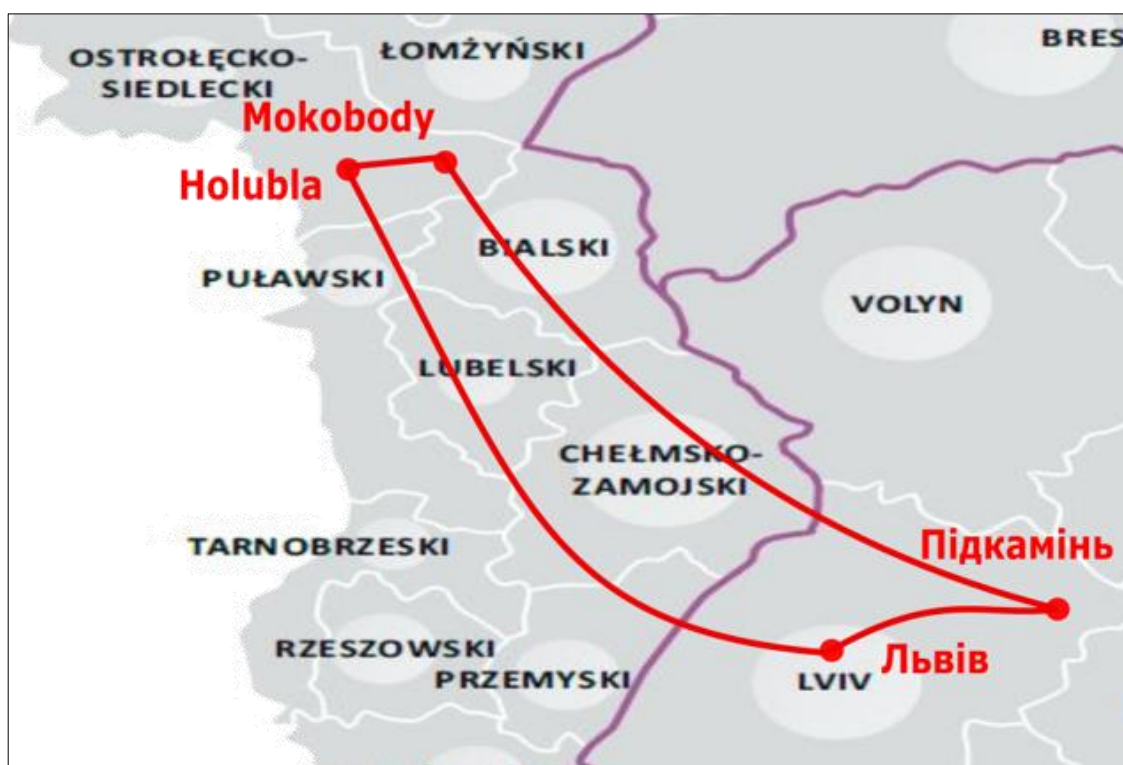 OSTROŁĘCKO-
SIEDLECKI
ŁOMŻYŃSKI
BRES
Mokobody
Holubla
BIALSKI
PUŁAWSKI
VOLYN
LUBELSKI
CHEŁMSKO-
ZAMOJSKI
TARNOBRZESKI
Підкамінь
RZESZOWSKI
PRZEMYSKI
Львів
LVIV